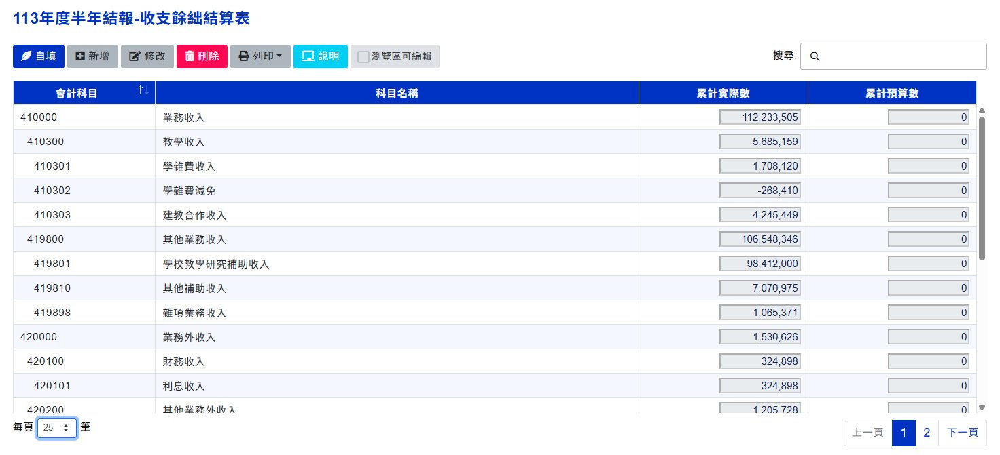 113年度半年結報-收支餘絀結算表
自填 新增 修改 刪除 列印 說明 瀏覽區可編輯 搜尋:
會計科目 科目名稱 累計實際數 累計預算數
410000 業務收入 112,233,505 0
410300 教學收入 5,685,159 0
410301 學雜費收入 1,708,120 0
410302 學雜費減免 -268,410 0
410303 建教合作收入 4,245,449 0
419800 其他業務收入 106,548,346 0
419801 學校教學研究補助收入 98,412,000 0
419810 其他補助收入 7,070,975 0
419898 雜項業務收入 1,065,371 0
420000 業務外收入 1,530,626 0
420100 財務收入 324,898 0
420101 利息收入 324,898 0
420200 其他業務外收入 1,205,728 0
每頁 25 筆 上一頁 1 2 下一頁